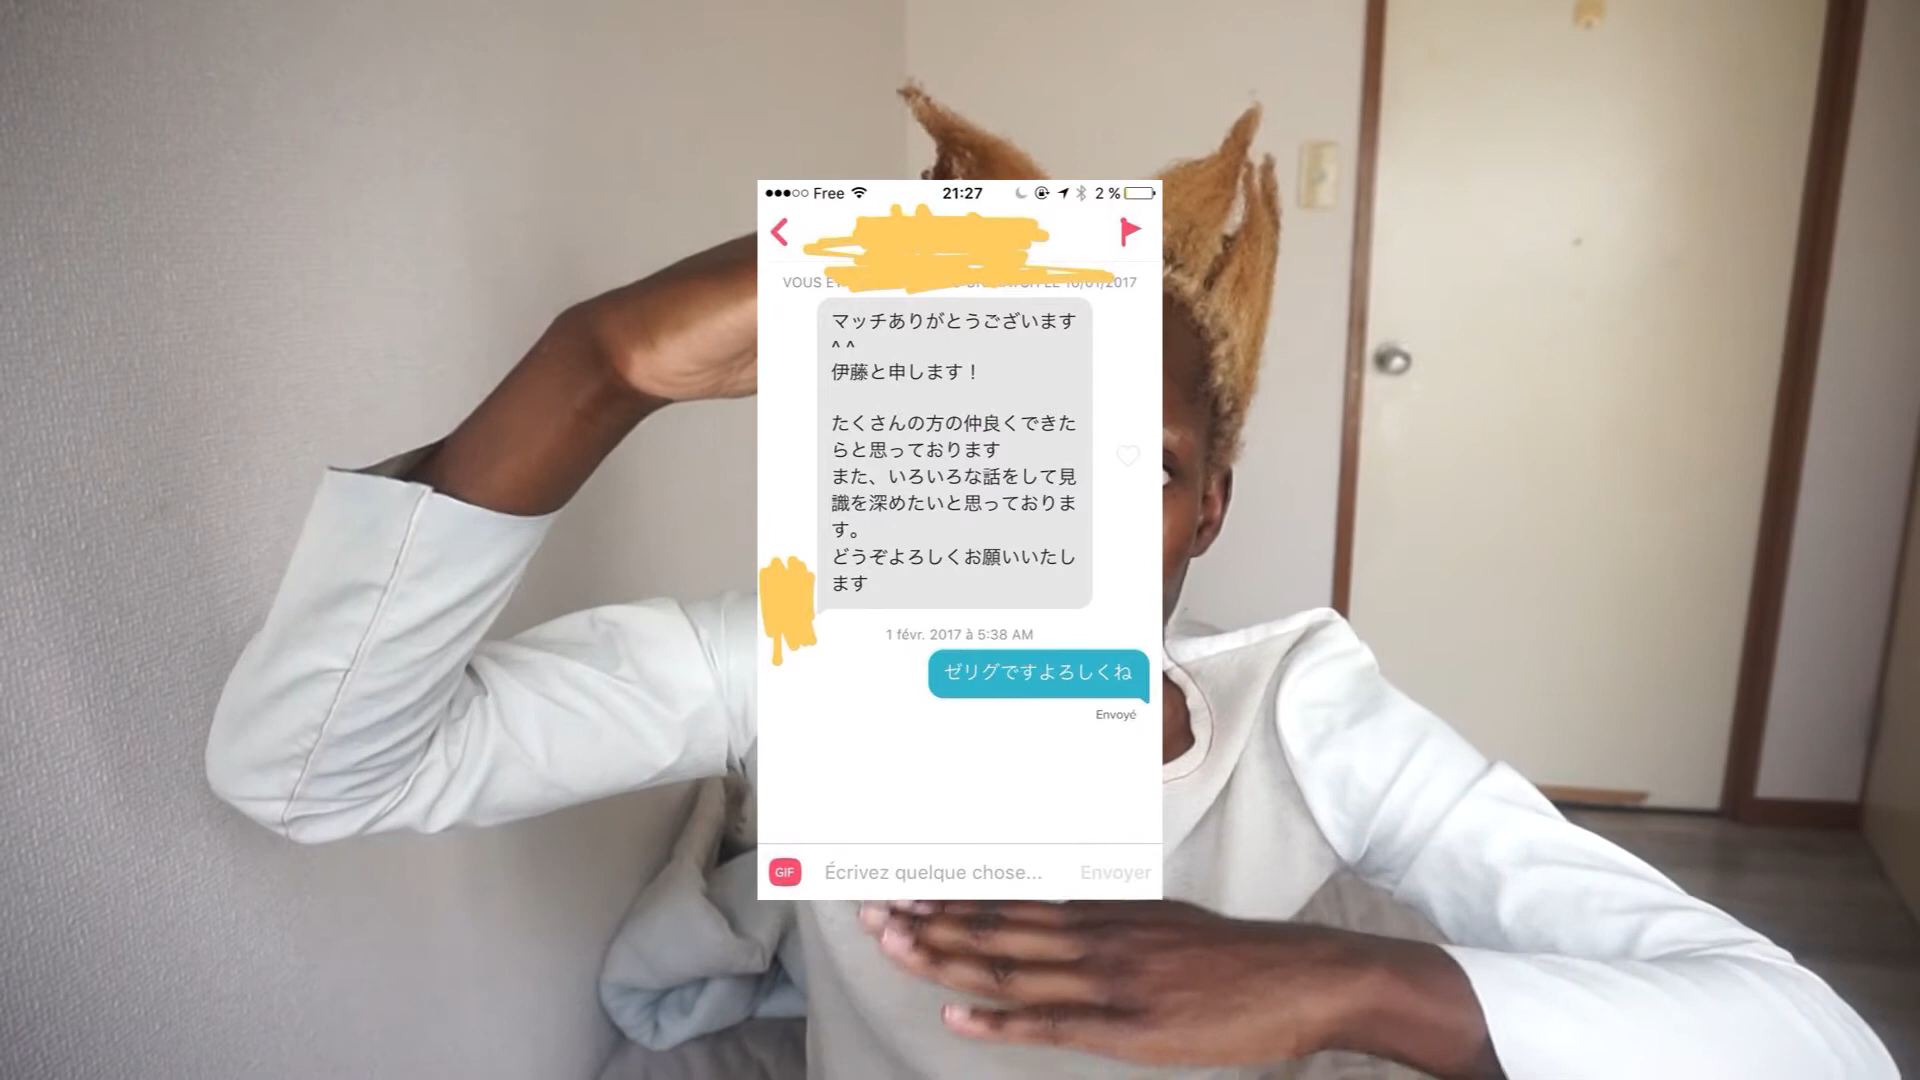 Free 21:27 2 %
VOUS E 16/01/2017
マッチありがとうございます
^ ^
伊藤と申します！
たくさんの方の仲良くできた
らと思っております
また、いろいろな話をして見
識を深めたいと思っておりま
す。
どうぞよろしくお願いいたし
ます
1 févr. 2017 à 5:38 AM
ゼリグですよろしくね
Envoyé
GIF Écrivez quelque chose... Envoyer